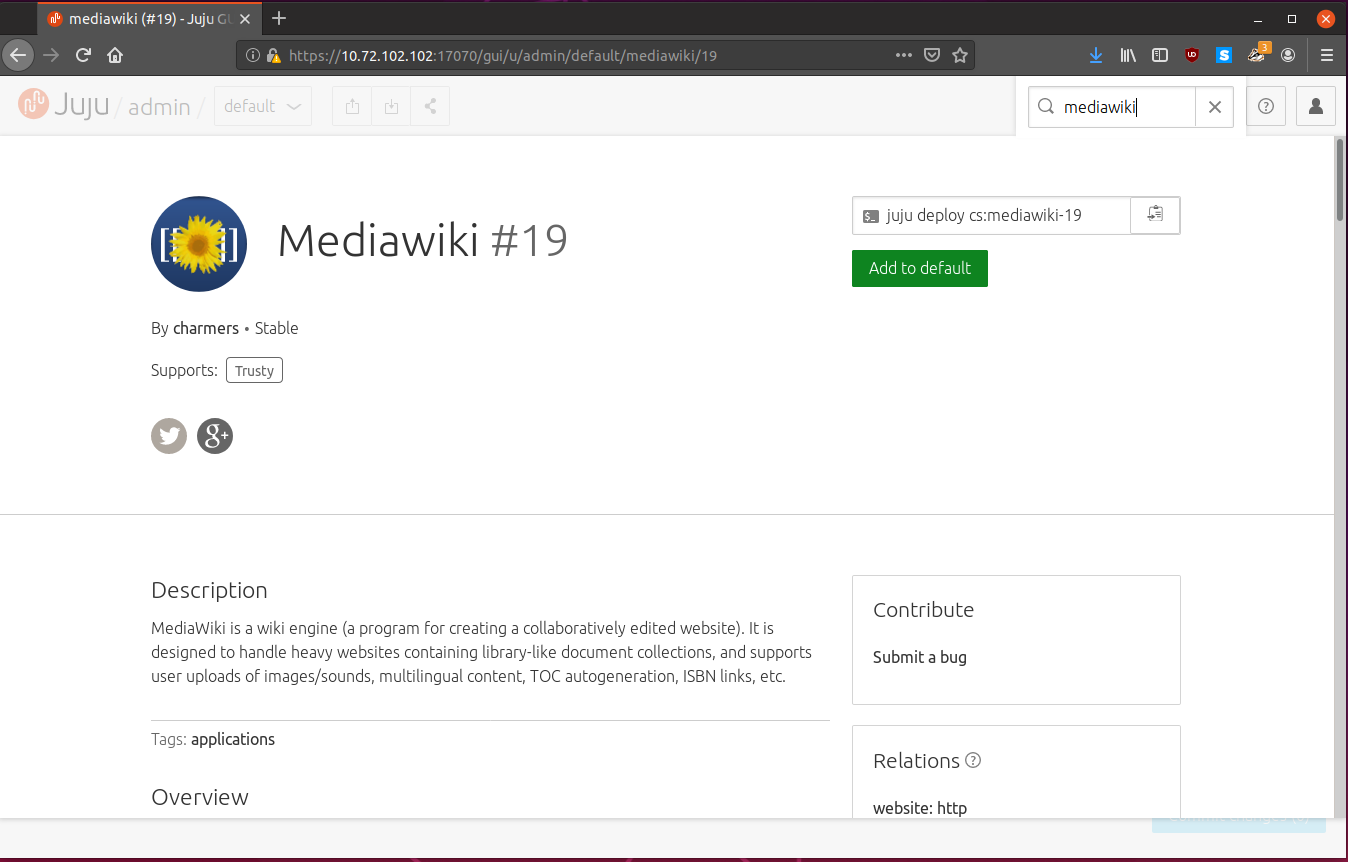 mediawiki (#19) - Juju GU
https://10.72.102.102:17070/gui/u/admin/default/mediawiki/19
3
Juju / admin / default
mediawiki
Mediawiki #19
juju deploy cs:mediawiki-19
Add to default
By charmers • Stable
Supports: Trusty
Description
MediaWiki is a wiki engine (a program for creating a collaboratively edited website). It is
designed to handle heavy websites containing library-like document collections, and supports
user uploads of images/sounds, multilingual content, TOC autogeneration, ISBN links, etc.
Tags: applications
Overview
Contribute
Submit a bug
Relations
website: http